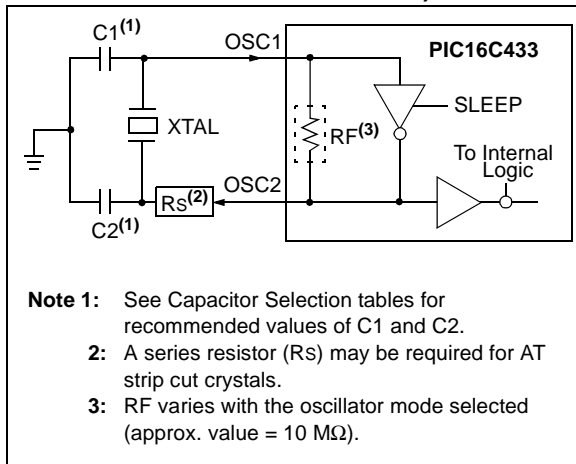 C1(1)
OSC1
PIC16C433
SLEEP
XTAL
RF(3)
To Internal
Logic
OSC2
RS(2)
C2(1)
Note 1: See Capacitor Selection tables for
recommended values of C1 and C2.
2: A series resistor (RS) may be required for AT
strip cut crystals.
3: RF varies with the oscillator mode selected
(approx. value = 10 MΩ).